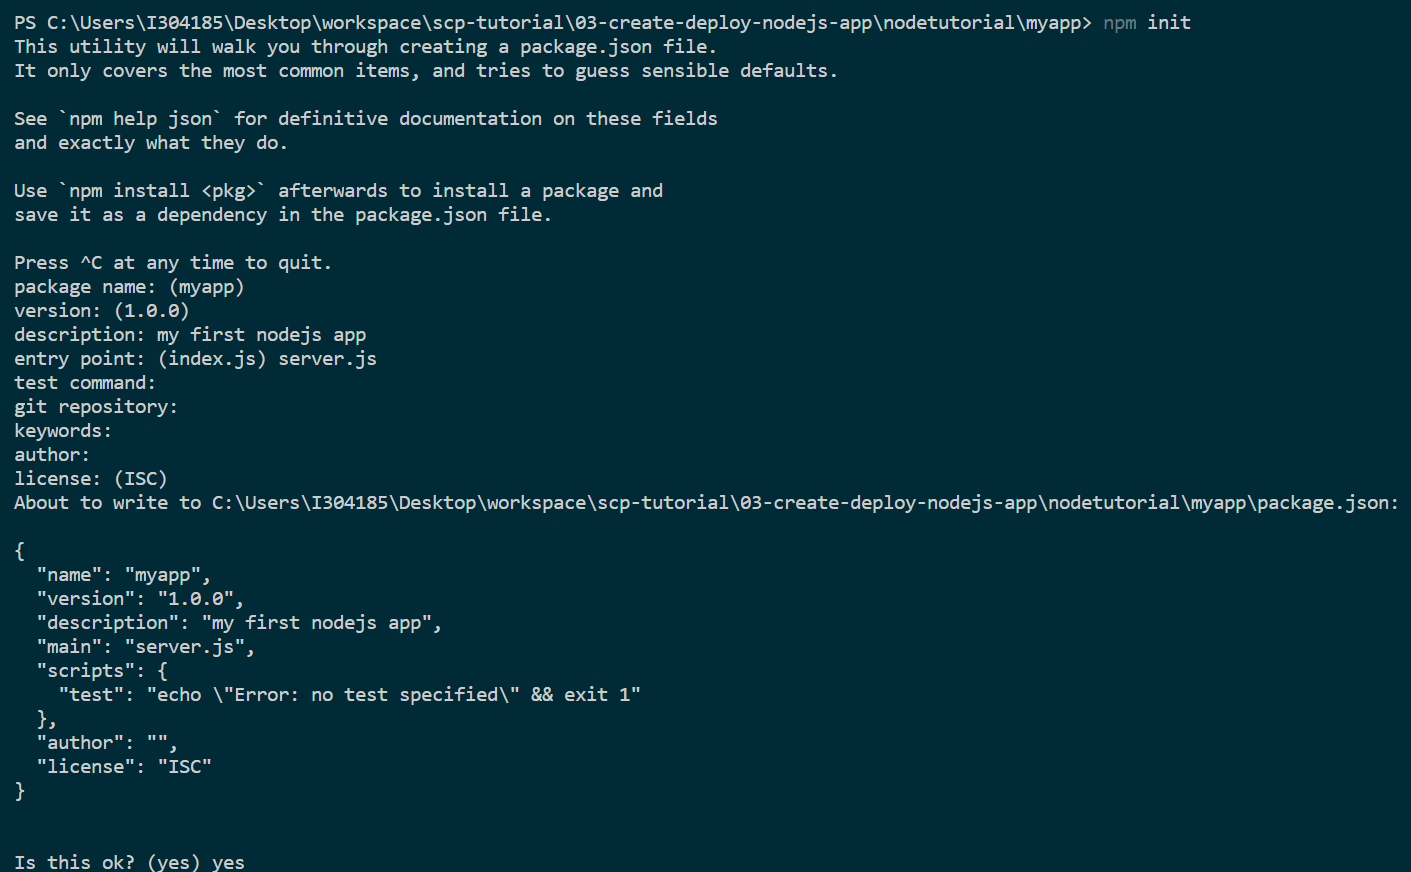 PS C:\Users\I304185\Desktop\workspace\scp-tutorial\03-create-deploy-nodejs-app\nodetutorial\myapp> npm init
This utility will walk you through creating a package.json file.
It only covers the most common items, and tries to guess sensible defaults.
See `npm help json` for definitive documentation on these fields
and exactly what they do.
Use `npm install <pkg>` afterwards to install a package and
save it as a dependency in the package.json file.
Press ^C at any time to quit.
package name: (myapp)
version: (1.0.0)
description: my first nodejs app
entry point: (index.js) server.js
test command:
git repository:
keywords:
author:
license: (ISC)
About to write to C:\Users\I304185\Desktop\workspace\scp-tutorial\03-create-deploy-nodejs-app\nodetutorial\myapp\package.json:
{
  "name": "myapp",
  "version": "1.0.0",
  "description": "my first nodejs app",
  "main": "server.js",
  "scripts": {
    "test": "echo \"Error: no test specified\" && exit 1"
  },
  "author": "",
  "license": "ISC"
}
Is this ok? (yes) yes